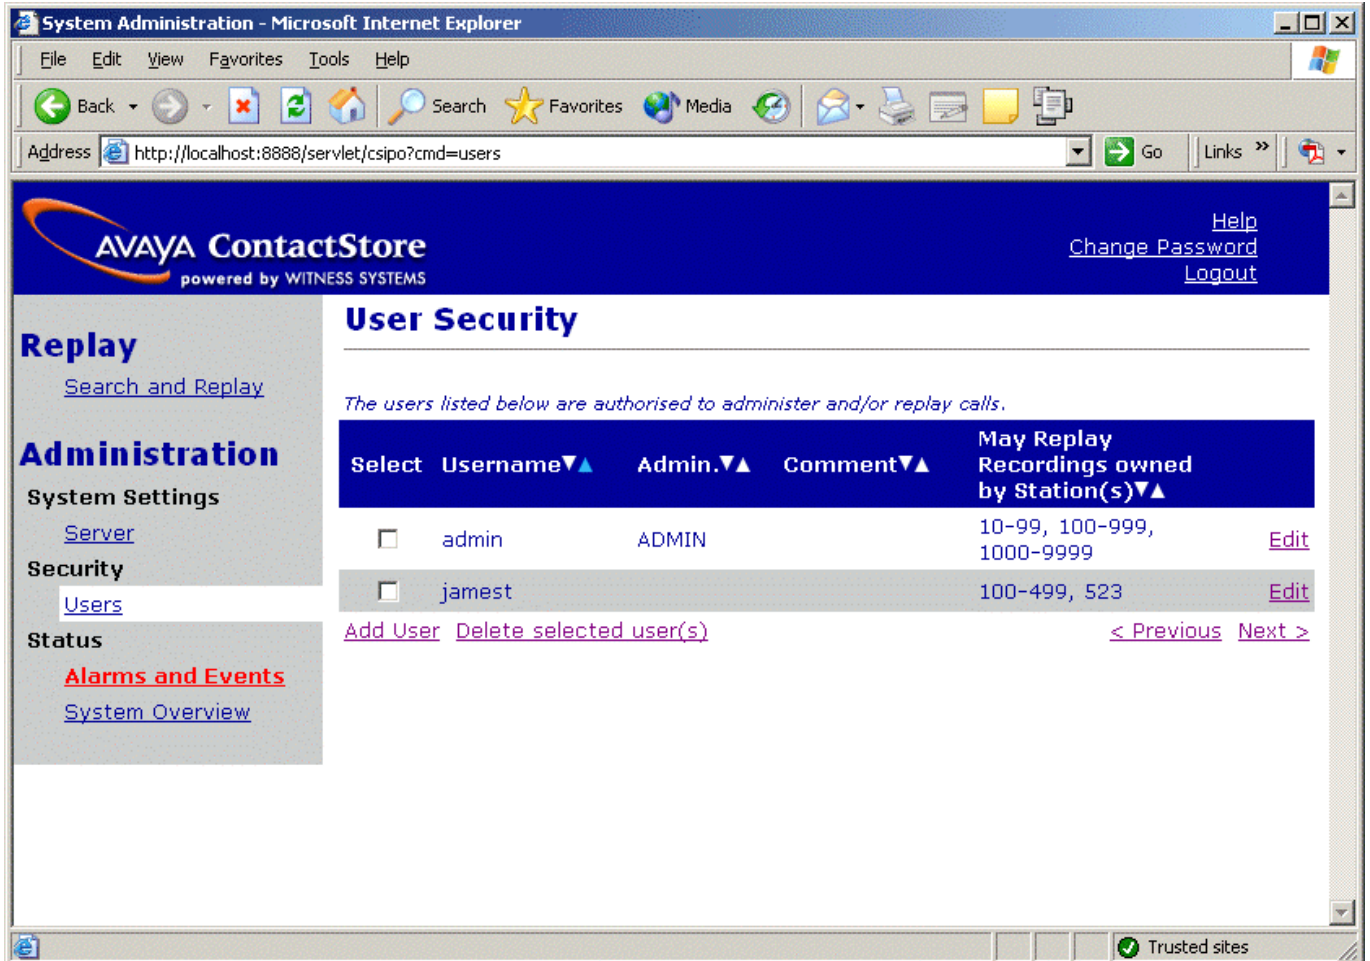 System Administration - Microsoft Internet Explorer
File Edit View Favorites Tools Help
Back Search Favorites Media
Address http://localhost:8888/servlet/csipo?cmd=users Go Links »
AVAYA ContactStore
powered by WITNESS SYSTEMS
Help
Change Password
Logout
Replay
Search and Replay
Administration
System Settings
Server
Security
Users
Status
Alarms and Events
System Overview
User Security
The users listed below are authorised to administer and/or replay calls.
Select Username▼▲ Admin.▼▲ Comment▼▲ May Replay
Recordings owned
by Station(s)▼▲
admin ADMIN 10-99, 100-999,
1000-9999 Edit
jamest 100-499, 523 Edit
Add User Delete selected user(s) < Previous Next >
Trusted sites